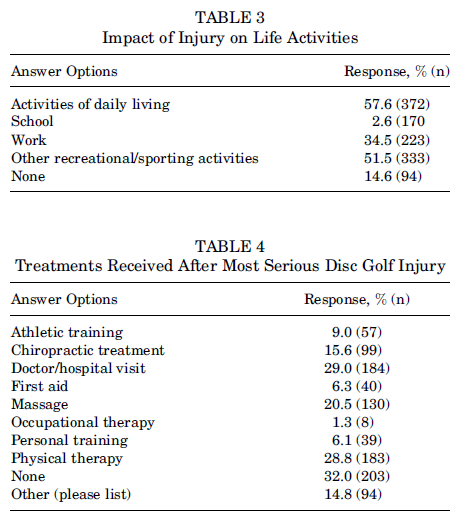 TABLE 3
Impact of Injury on Life Activities
Answer Options Response, % (n)
Activities of daily living 57.6 (372)
School 2.6 (170
Work 34.5 (223)
Other recreational/sporting activities 51.5 (333)
None 14.6 (94)
TABLE 4
Treatments Received After Most Serious Disc Golf Injury
Answer Options Response, % (n)
Athletic training 9.0 (57)
Chiropractic treatment 15.6 (99)
Doctor/hospital visit 29.0 (184)
First aid 6.3 (40)
Massage 20.5 (130)
Occupational therapy 1.3 (8)
Personal training 6.1 (39)
Physical therapy 28.8 (183)
None 32.0 (203)
Other (please list) 14.8 (94)